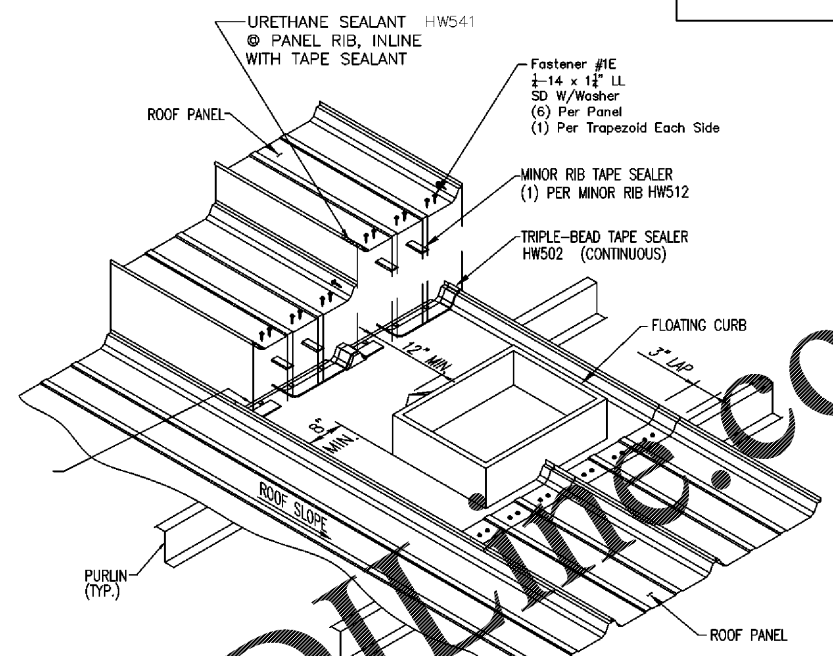 URETHANE SEALANT HW541
@ PANEL RIB, INLINE
WITH TAPE SEALANT
Fastener #1E
1/4-14 x 1 1/4" LL
SD W/Washer
(6) Per Panel
(1) Per Trapezoid Each Side
ROOF PANEL
MINOR RIB TAPE SEALER
(1) PER MINOR RIB HW512
TRIPLE-BEAD TAPE SEALER
HW502 (CONTINUOUS)
FLOATING CURB
12" MIN.
3" LAP
8"
MIN.
ROOF SLOPE
PURLIN
(TYP.)
ROOF PANEL